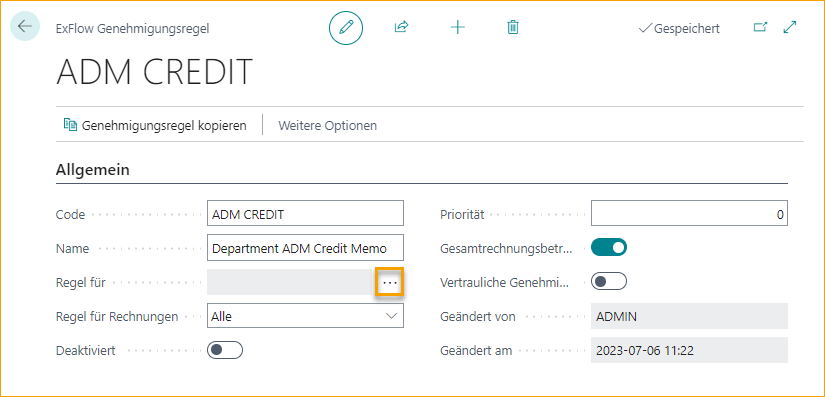 ExFlow Genehmigungsregel
Gespeichert
ADM CREDIT
Genehmigungsregel kopieren
Weitere Optionen
Allgemein
Code
ADM CREDIT
Name
Department ADM Credit Memo
Regel für
Regel für Rechnungen
Alle
Deaktiviert
Priorität
0
Gesamtrechnungsbetr...
Vertrauliche Genehmi...
Geändert von
ADMIN
Geändert am
2023-07-06 11:22